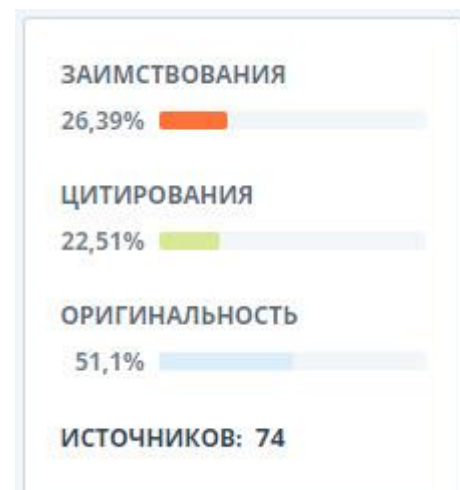 ЗАИМСТВОВАНИЯ
26,39%
ЦИТИРОВАНИЯ
22,51%
ОРИГИНАЛЬНОСТЬ
51,1%
ИСТОЧНИКОВ: 74